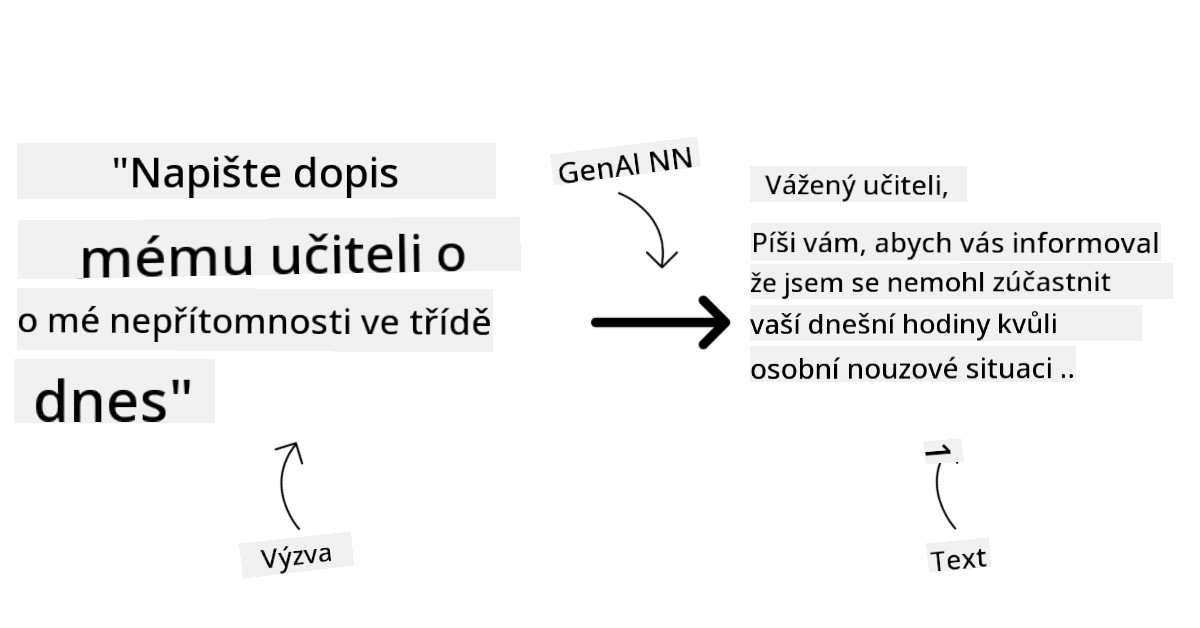 "Napište dopis
mému učiteli o
o mé nepřítomnosti ve třídě
dnes"
Výzva
GenAI NN
Vážený učiteli,
Píši vám, abych vás informoval
že jsem se nemohl zúčastnit
vaší dnešní hodiny kvůli
osobní nouzové situaci ..
Text